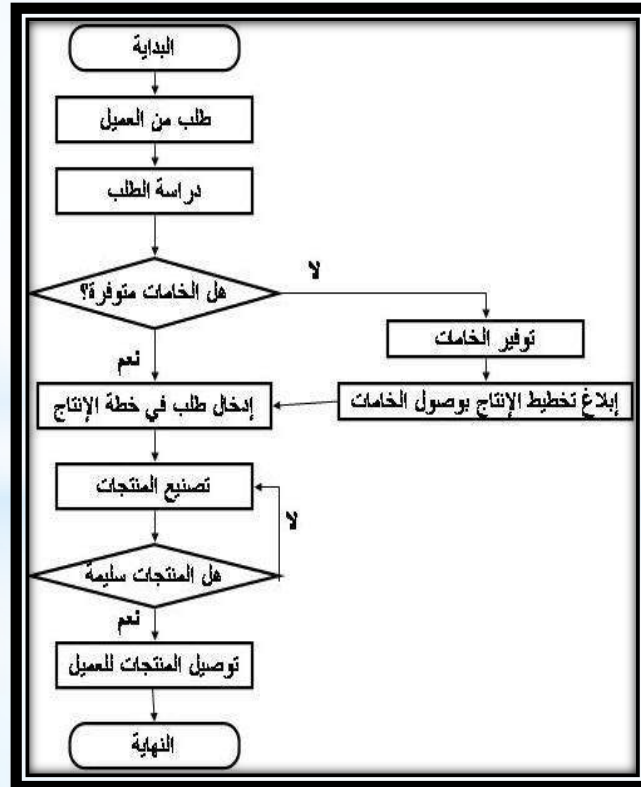 البداية
طلب من العميل
دراسة الطلب
هل الخامات متوفرة؟
لا
توفير الخامات
نعم
إبلاغ تخطيط الإنتاج بوصول الخامات
إدخال طلب في خطة الإنتاج
تصنيع المنتجات
لا
هل المنتجات سليمة
نعم
توصيل المنتجات للعميل
النهاية